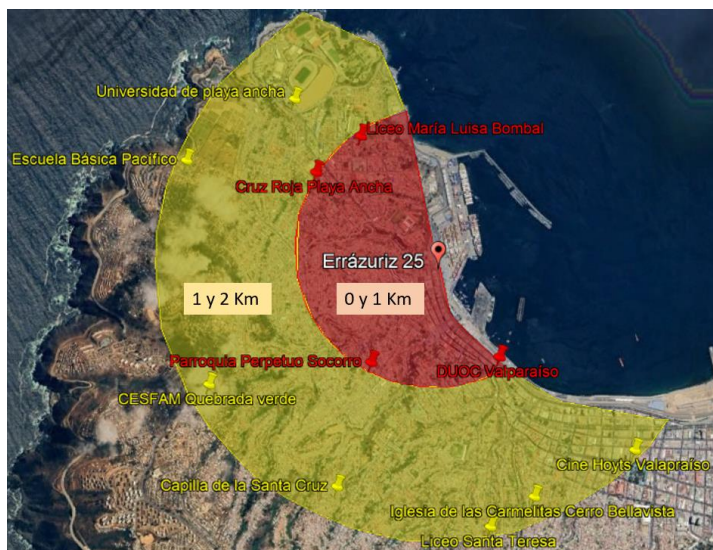 Universidad de playa ancha
Liceo María Luisa Bombal
Escuela Básica Pacífico
Cruz Roja Playa Ancha
Errázuriz 25
1 y 2 Km
0 y 1 Km
Parroquia Perpetuo Socorro
DUOC Valparaíso
CESFAM Quebrada verde
Cine Hoyts Valapraíso
Capilla de la Santa Cruz
Iglesia de las Carmelitas Cerro Bellavista
Liceo Santa Teresa